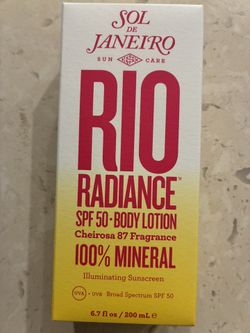 SOL
DE
JANEIRO
SUN CARE
RIO
RADIANCE™
SPF 50 · BODY LOTION
Cheirosa 87 Fragrance
100% MINERAL
Illuminating Sunscreen
UVA + UVB Broad Spectrum SPF 50
6.7 fl oz / 200 mL ℮